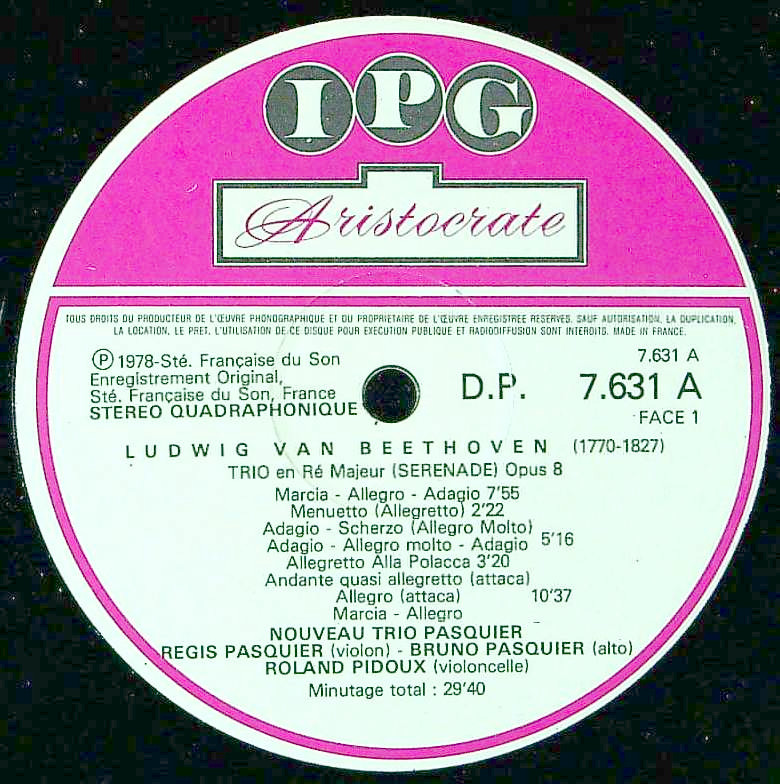 IPG
Aristocrate
TOUS DROITS DU PRODUCTEUR DE L'ŒUVRE PHONOGRAPHIQUE ET DU PROPRIETAIRE DE L'ŒUVRE ENREGISTREE RESERVES. SAUF AUTORISATION, LA DUPLICATION,
LA LOCATION, LE PRET, L'UTILISATION DE CE DISQUE POUR EXECUTION PUBLIQUE ET RADIODIFFUSION SONT INTERDITS. MADE IN FRANCE.
Ⓟ 1978-Sté. Française du Son
Enregistrement Original,
Sté. Française du Son, France
STEREO QUADRAPHONIQUE
7.631 A
D.P. 7.631 A
FACE 1
LUDWIG VAN BEETHOVEN (1770-1827)
TRIO en Ré Majeur (SERENADE) Opus 8
Marcia - Allegro - Adagio 7'55
Menuetto (Allegretto) 2'22
Adagio - Scherzo (Allegro Molto)
Adagio - Allegro molto - Adagio 5'16
Allegretto Alla Polacca 3'20
Andante quasi allegretto (attaca)
Allegro (attaca) 10'37
Marcia - Allegro
NOUVEAU TRIO PASQUIER
REGIS PASQUIER (violon) - BRUNO PASQUIER (alto)
ROLAND PIDOUX (violoncelle)
Minutage total : 29'40